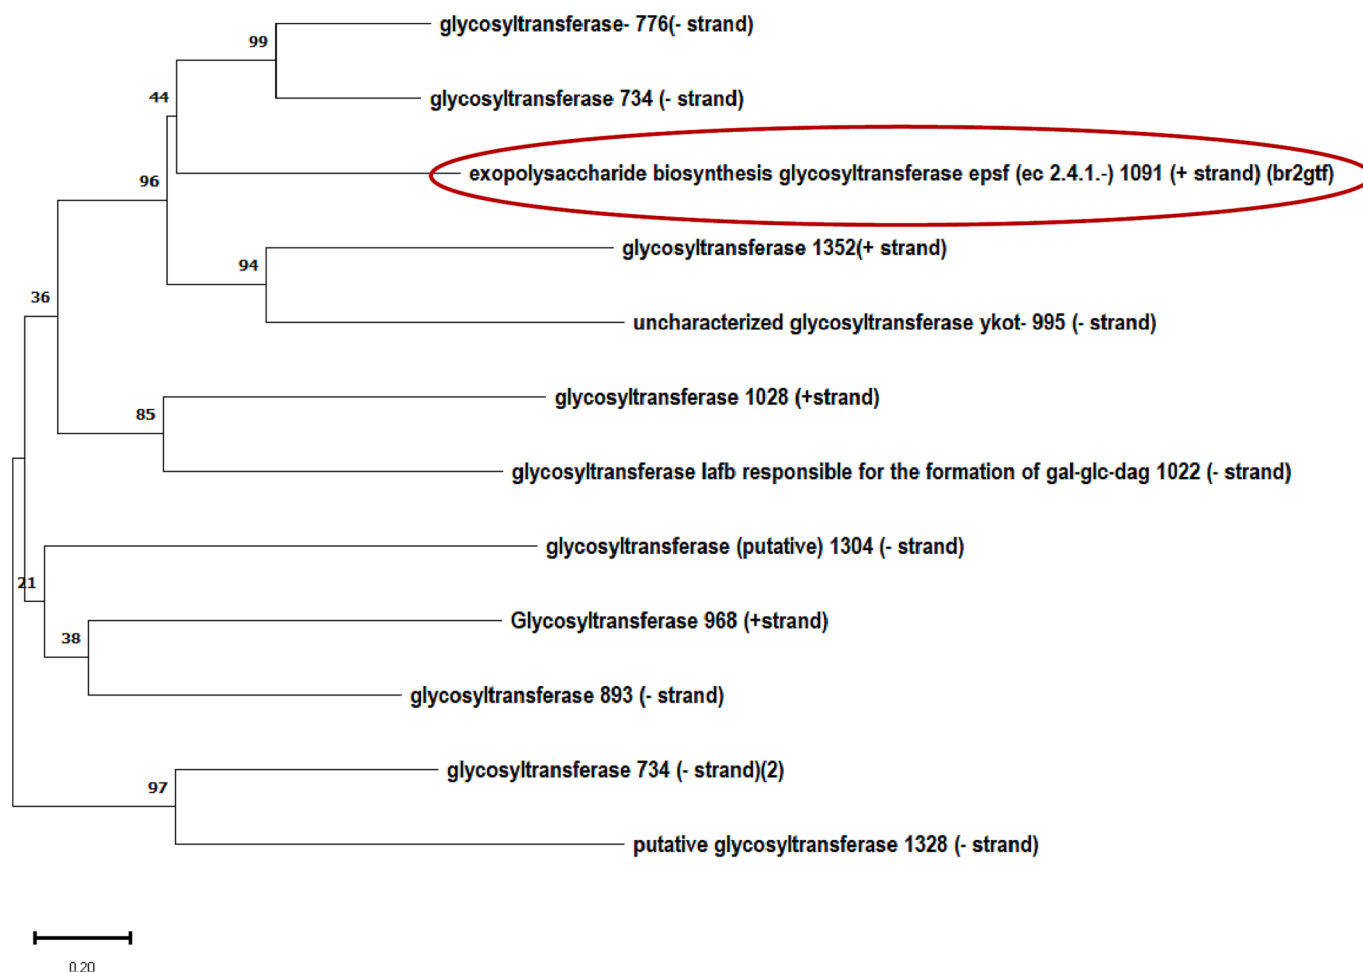 glycosyltransferase- 776(- strand)
99
glycosyltransferase 734 (- strand)
44
exopolysaccharide biosynthesis glycosyltransferase epsf (ec 2.4.1.-) 1091 (+ strand) (br2gtf)
96
glycosyltransferase 1352(+ strand)
94
36
uncharacterized glycosyltransferase ykot- 995 (- strand)
glycosyltransferase 1028 (+strand)
85
glycosyltransferase lafb responsible for the formation of gal-glc-dag 1022 (- strand)
glycosyltransferase (putative) 1304 (- strand)
21
Glycosyltransferase 968 (+strand)
38
glycosyltransferase 893 (- strand)
glycosyltransferase 734 (- strand)(2)
97
putative glycosyltransferase 1328 (- strand)
0.20